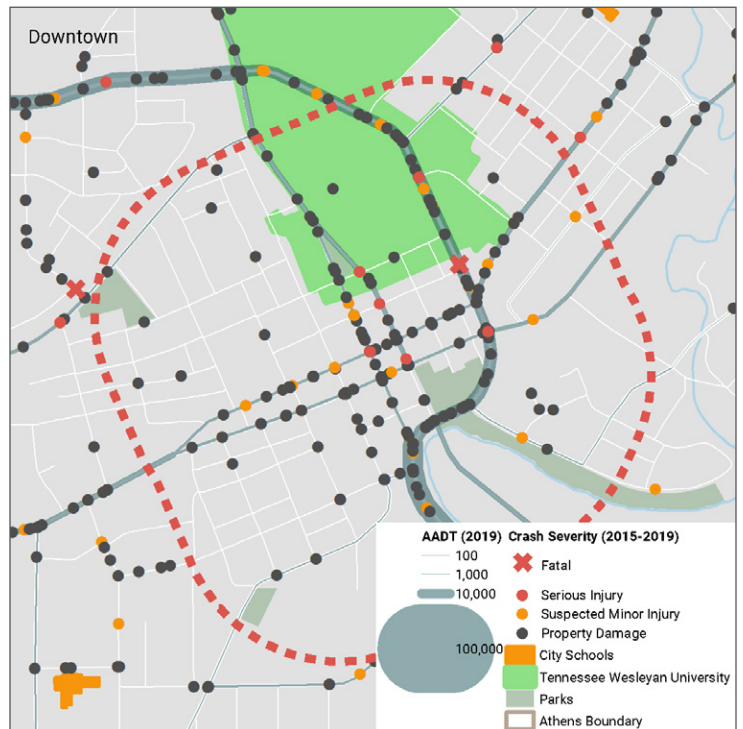 Downtown
AADT (2019)
100
1,000
10,000
100,000
Crash Severity (2015-2019)
Fatal
Serious Injury
Suspected Minor Injury
Property Damage
City Schools
Tennessee Wesleyan University
Parks
Athens Boundary